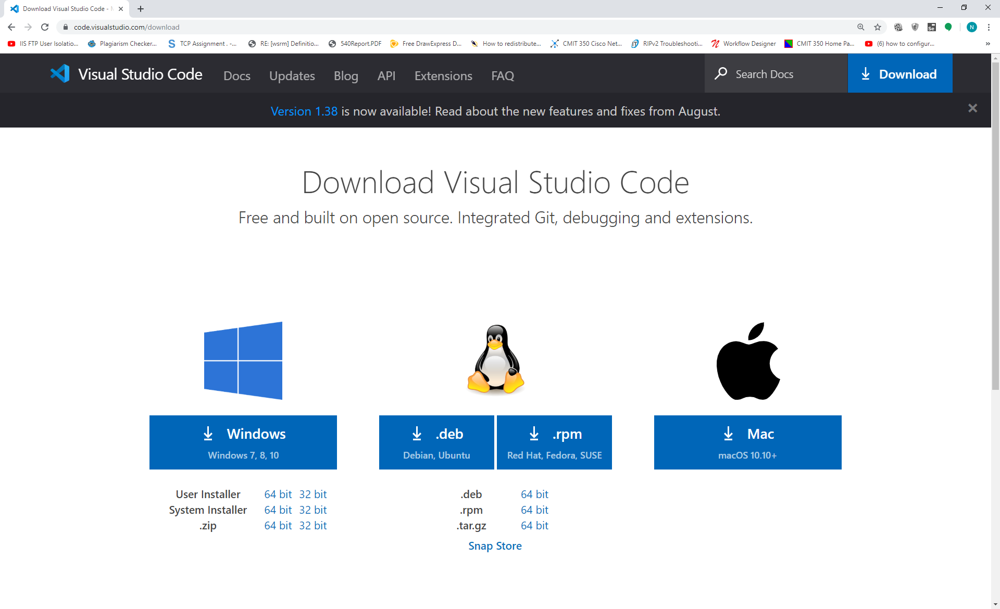 Download Visual Studio Code -
code.visualstudio.com/download
N
IIS FTP User Isolatio... Plagiarism Checker... TCP Assignment . -... RE: [wsrm] Definitio... 540Report.PDF Free DrawExpress D... How to redistribute... CMIT 350 Cisco Net... RIPv2 Troubleshooti... Workflow Designer CMIT 350 Home Pa... (6) how to configur... »
Visual Studio Code Docs Updates Blog API Extensions FAQ Search Docs Download
Version 1.38 is now available! Read about the new features and fixes from August.
Download Visual Studio Code
Free and built on open source. Integrated Git, debugging and extensions.
Windows
Windows 7, 8, 10
.deb
Debian, Ubuntu
.rpm
Red Hat, Fedora, SUSE
Mac
macOS 10.10+
User Installer 64 bit 32 bit
System Installer 64 bit 32 bit
.zip 64 bit 32 bit
.deb 64 bit
.rpm 64 bit
.tar.gz 64 bit
Snap Store